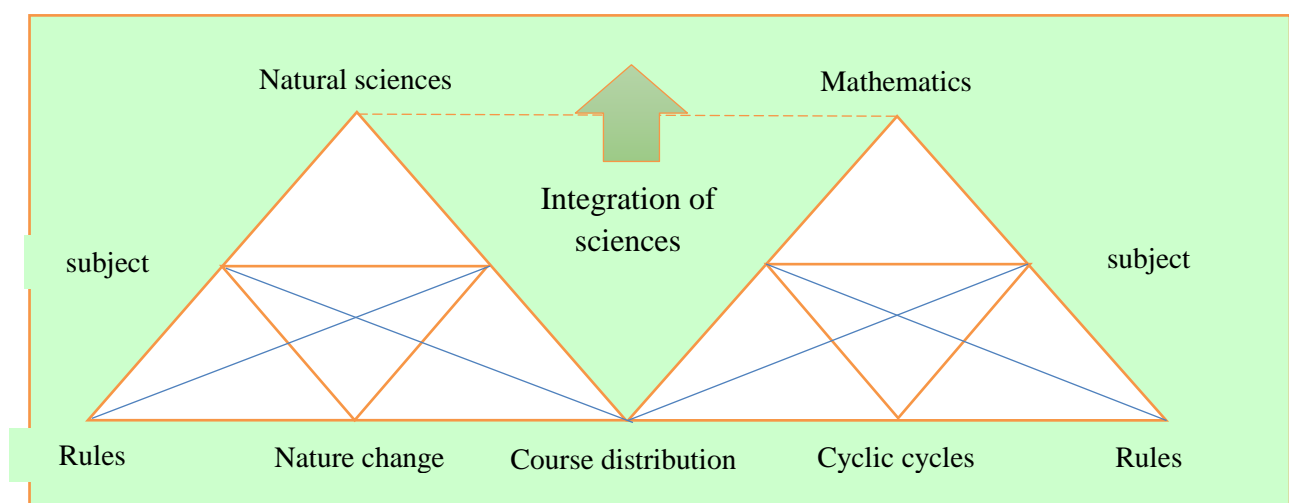 Natural sciences
Mathematics
Integration of
sciences
subject
subject
Rules
Nature change
Course distribution
Cyclic cycles
Rules